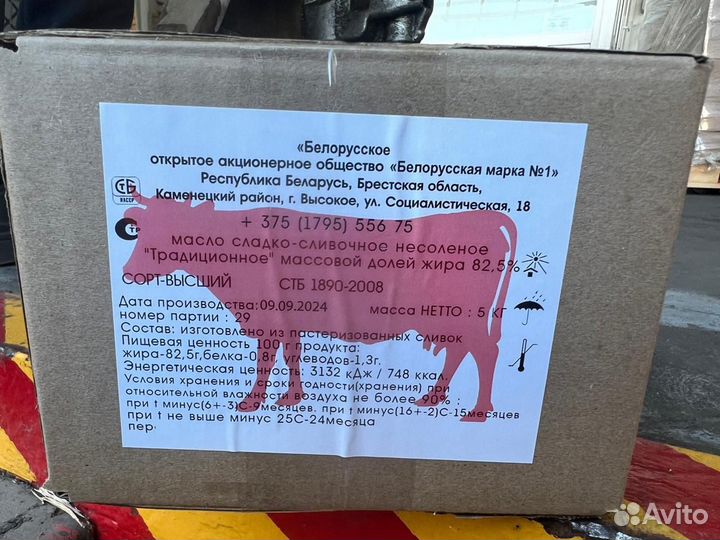 «Белорусское
открытое акционерное общество «Белорусская марка №1»
Республика Беларусь, Брестская область,
Каменецкий район, г. Высокое, ул. Социалистическая, 18
+ 375 (1795) 556 75
масло сладко-сливочное несоленое
"Традиционное" массовой долей жира 82,5%
СОРТ-ВЫСШИЙ СТБ 1890-2008
Дата производства:09.09.2024 масса НЕТТО : 5 КГ
номер партии : 29
Состав: изготовлено из пастеризованных сливок
Пищевая ценность 100г продукта:
жира-82,5г,белка-0,8г, углеводов-1,3г.
Энергетическая ценность: 3132 кДж / 748 ккал.
Условия хранения и сроки годности(хранения) при
относительной влажности воздуха не более 90% :
при t минус(6+-3)С-9месяцев. при t минус(16+-2)С-15месяцев
при t не выше минус 25С-24месяца
пер
СТБ
Avito